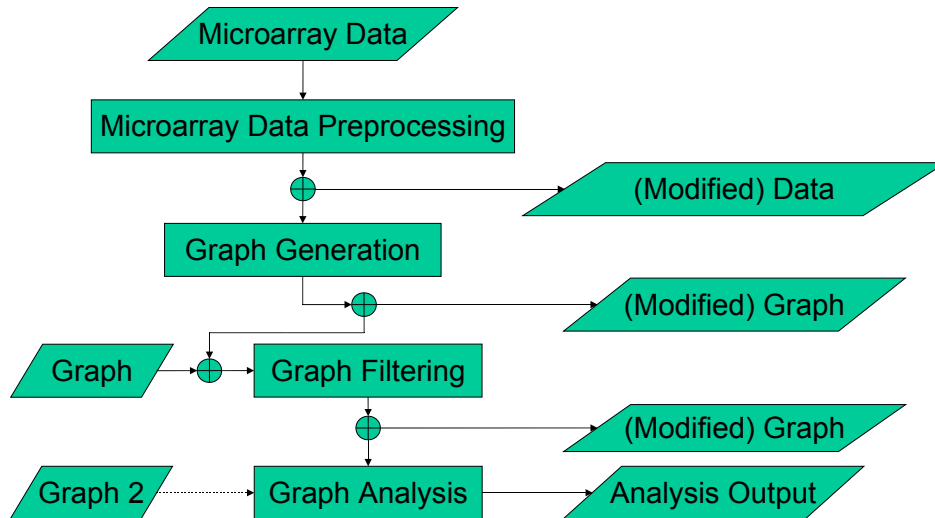 Microarray Data
Microarray Data Preprocessing
(Modified) Data
Graph Generation
(Modified) Graph
Graph
Graph Filtering
(Modified) Graph
Graph 2
Graph Analysis
Analysis Output